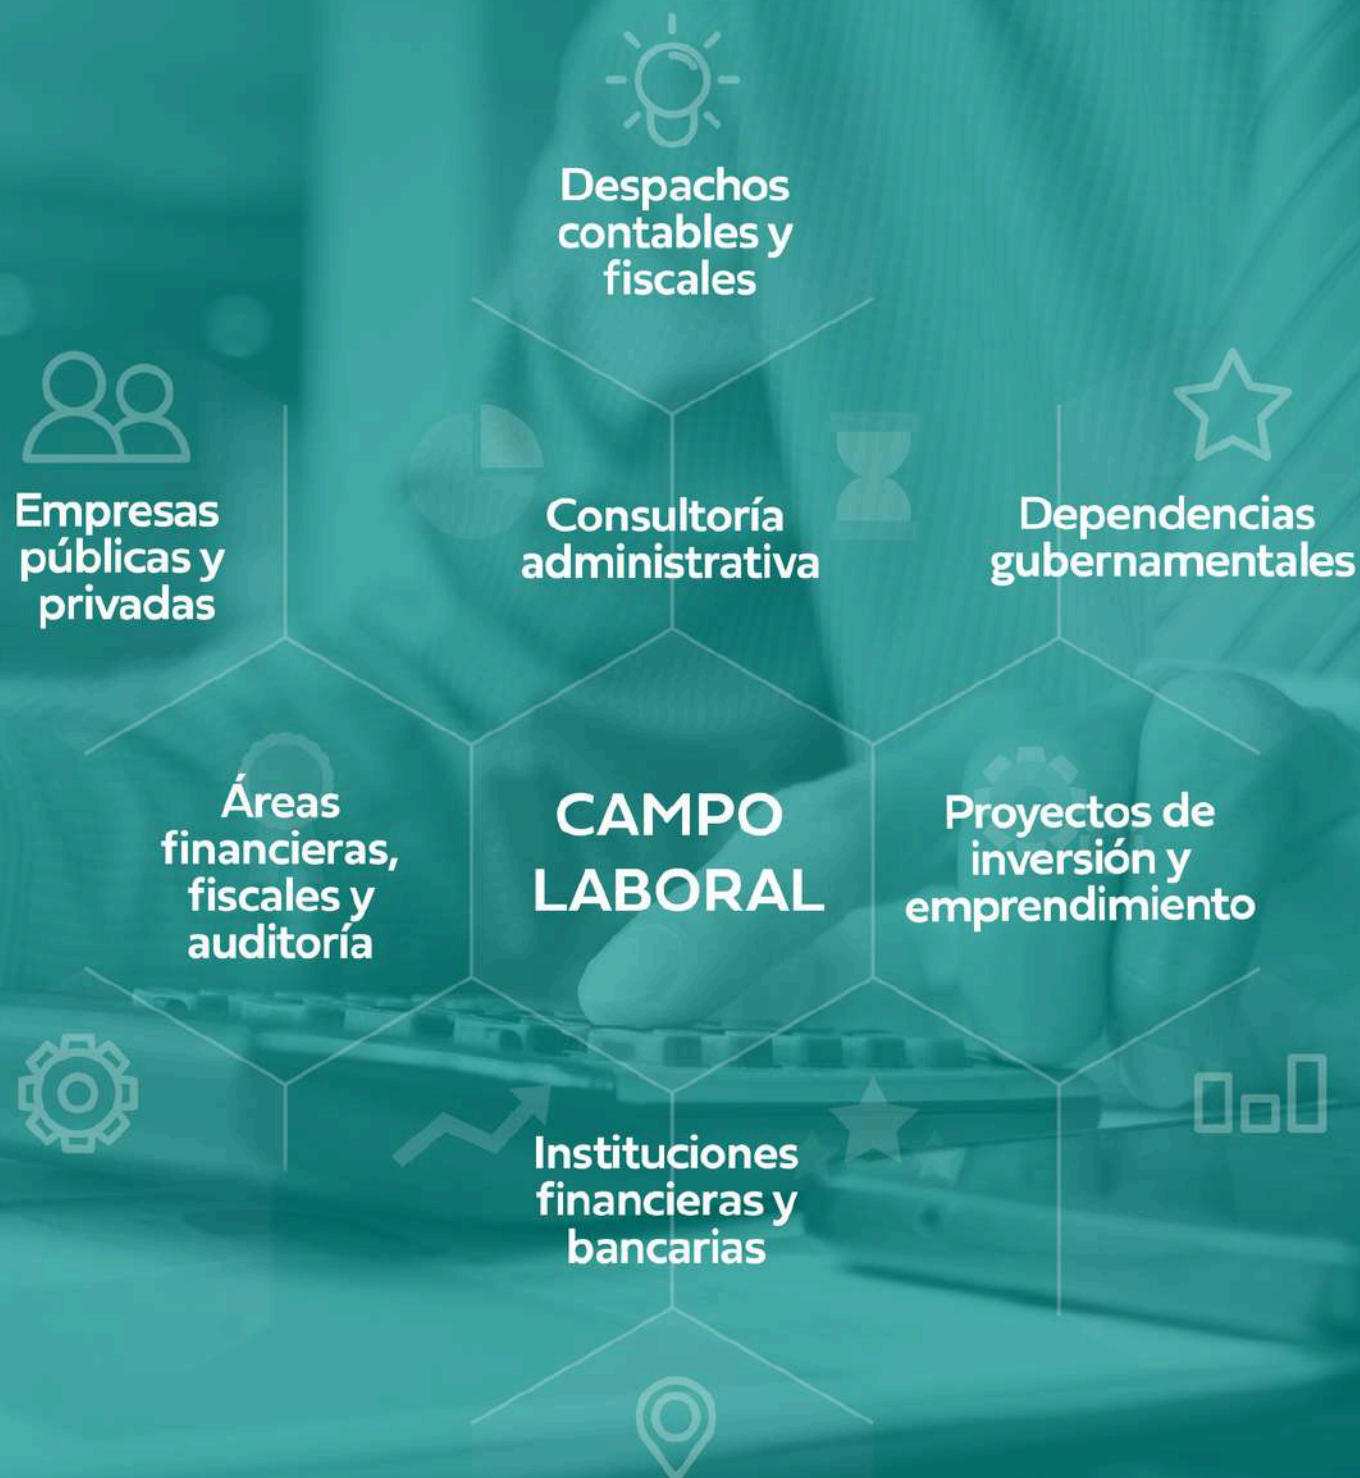 Despachos
contables y
fiscales
Empresas
públicas y
privadas
Consultoría
administrativa
Dependencias
gubernamentales
Áreas
financieras,
fiscales y
auditoría
CAMPO
LABORAL
Proyectos de
inversión y
emprendimiento
Instituciones
financieras y
bancarias